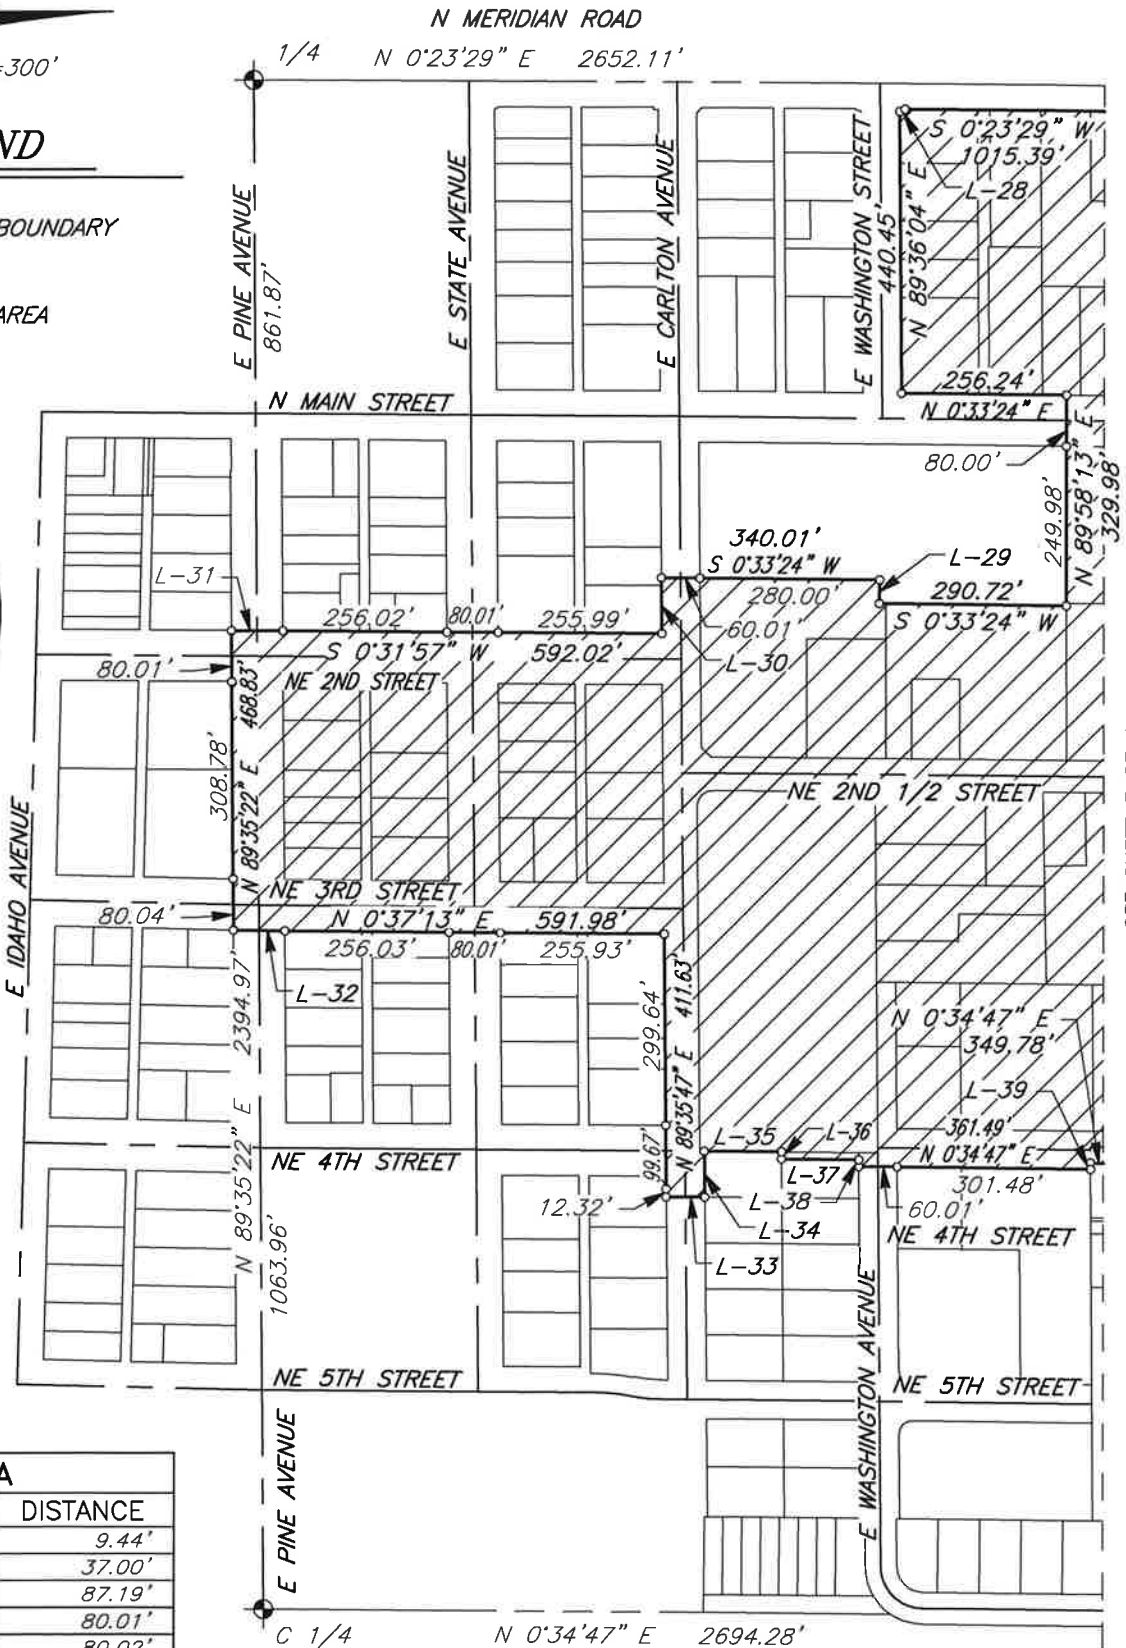 N MERIDIAN ROAD
1/4 N 0°23'29" E 2652.11'
=300'
ND
BOUNDARY
AREA
E PINE AVENUE
861.87'
E STATE AVENUE
E CARLTON AVENUE
E WASHINGTON STREET
440.45'
N 89°36'04" E
S 0°23'29" W
1015.39'
L-28
256.24'
N 0°33'24" E
N MAIN STREET
80.00'
249.98'
N 89°58'13" E
329.98'
340.01'
S 0°33'24" W
L-29
280.00'
290.72'
S 0°33'24" W
60.01'
L-30
L-31
256.02'
80.01'
255.99'
S 0°31'57" W
592.02'
80.01'
NE 2ND STREET
468.83'
308.78'
N 89°35'22" E
NE 2ND 1/2 STREET
E IDAHO AVENUE
NE 3RD STREET
80.04'
N 0°37'13" E
591.98'
256.03'
80.01'
255.93'
L-32
2394.97'
N 89°35'22" E
299.64'
411.63'
N 89°35'47" E
99.67'
N 0°34'47" E
349.78'
L-39
L-35
L-36
361.49'
N 0°34'47" E
L-37
301.48'
NE 4TH STREET
12.32'
L-38
60.01'
L-34
NE 4TH STREET
L-33
1063.96'
E WASHINGTON AVENUE
NE 5TH STREET
NE 5TH STREET
E PINE AVENUE
A
DISTANCE
9.44'
37.00'
87.19'
80.01'
80.02'
C 1/4 N 0°34'47" E 2694.28'